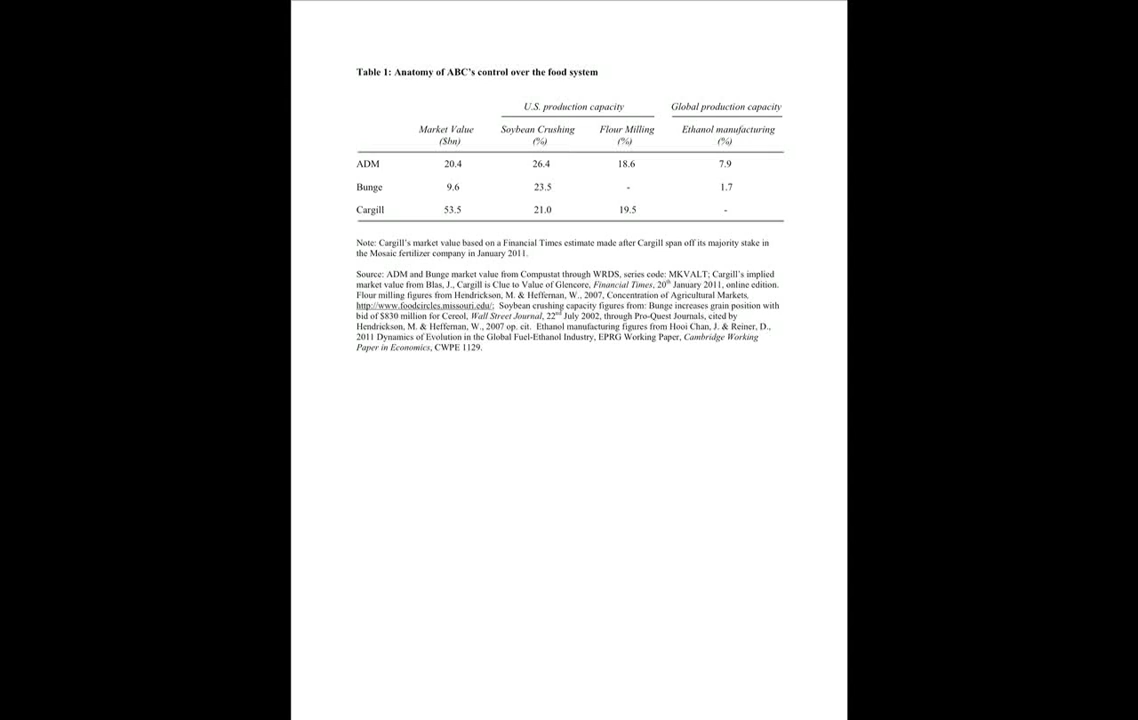 Table 1: Anatomy of ABC's control over the food system
U.S. production capacity Global production capacity
Market Value Soybean Crushing Flour Milling Ethanol manufacturing
($bn) (%) (%) (%)
ADM 20.4 26.4 18.6 7.9
Bunge 9.6 23.5 - 1.7
Cargill 53.5 21.0 19.5 -
Note: Cargill's market value based on a Financial Times estimate made after Cargill span off its majority stake in
the Mosaic fertilizer company in January 2011.
Source: ADM and Bunge market value from Compustat through WRDS, series code: MKVALT; Cargill's implied
market value from Blas, J., Cargill is Clue to Value of Glencore, Financial Times, 20th January 2011, online edition.
Flour milling figures from Hendrickson, M. & Heffernan, W., 2007, Concentration of Agricultural Markets,
http://www.foodcircles.missouri.edu/; Soybean crushing capacity figures from: Bunge increases grain position with
bid of $830 million for Cereol, Wall Street Journal, 22nd July 2002, through Pro-Quest Journals, cited by
Hendrickson, M. & Heffernan, W., 2007 op. cit. Ethanol manufacturing figures from Hooi Chan, J. & Reiner, D.,
2011 Dynamics of Evolution in the Global Fuel-Ethanol Industry, EPRG Working Paper, Cambridge Working
Paper in Economics, CWPE 1129.